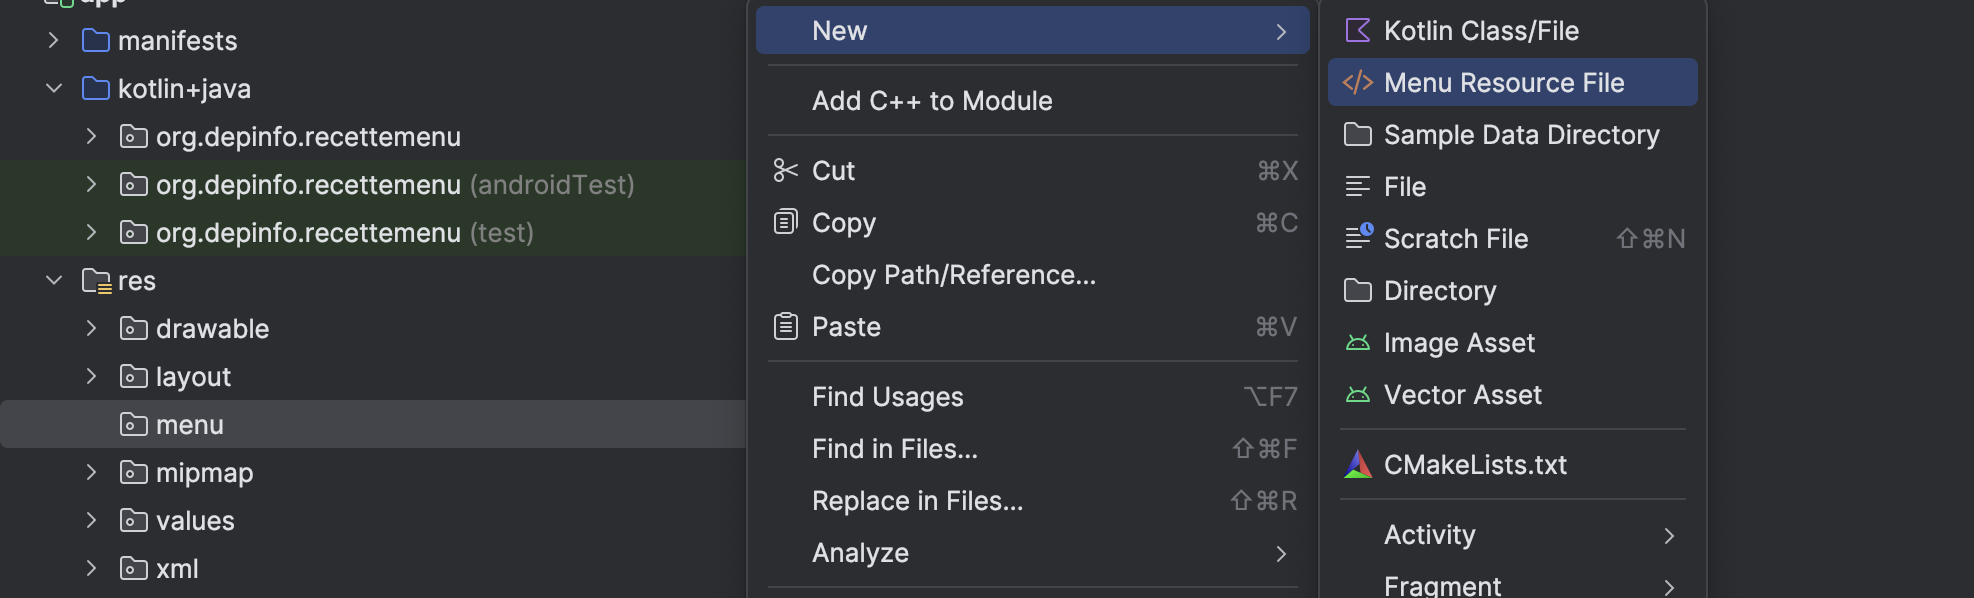 app
manifests
kotlin+java
org.depinfo.recettemenu
org.depinfo.recettemenu (androidTest)
org.depinfo.recettemenu (test)
res
drawable
layout
menu
mipmap
values
xml
New
Add C++ to Module
Cut ⌘X
Copy ⌘C
Copy Path/Reference...
Paste ⌘V
Find Usages ⌥F7
Find in Files... ⇧⌘F
Replace in Files... ⇧⌘R
Analyze
Kotlin Class/File
Menu Resource File
Sample Data Directory
File
Scratch File ⇧⌘N
Directory
Image Asset
Vector Asset
CMakeLists.txt
Activity
Fragment